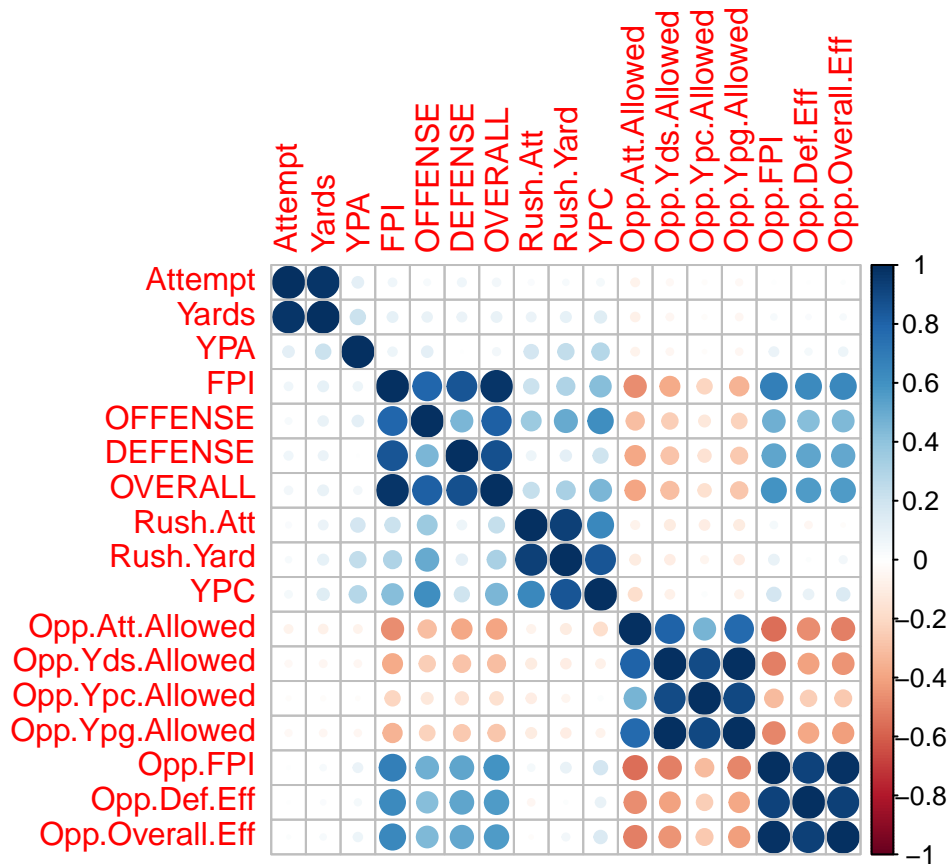 Attempt
Yards
YPA
FPI
OFFENSE
DEFENSE
OVERALL
Rush.Att
Rush.Yard
YPC
Opp.Att.Allowed
Opp.Yds.Allowed
Opp.Ypc.Allowed
Opp.Ypg.Allowed
Opp.FPI
Opp.Def.Eff
Opp.Overall.Eff
Attempt
Yards
YPA
FPI
OFFENSE
DEFENSE
OVERALL
Rush.Att
Rush.Yard
YPC
Opp.Att.Allowed
Opp.Yds.Allowed
Opp.Ypc.Allowed
Opp.Ypg.Allowed
Opp.FPI
Opp.Def.Eff
Opp.Overall.Eff
1
0.8
0.6
0.4
0.2
0
−0.2
−0.4
−0.6
−0.8
−1